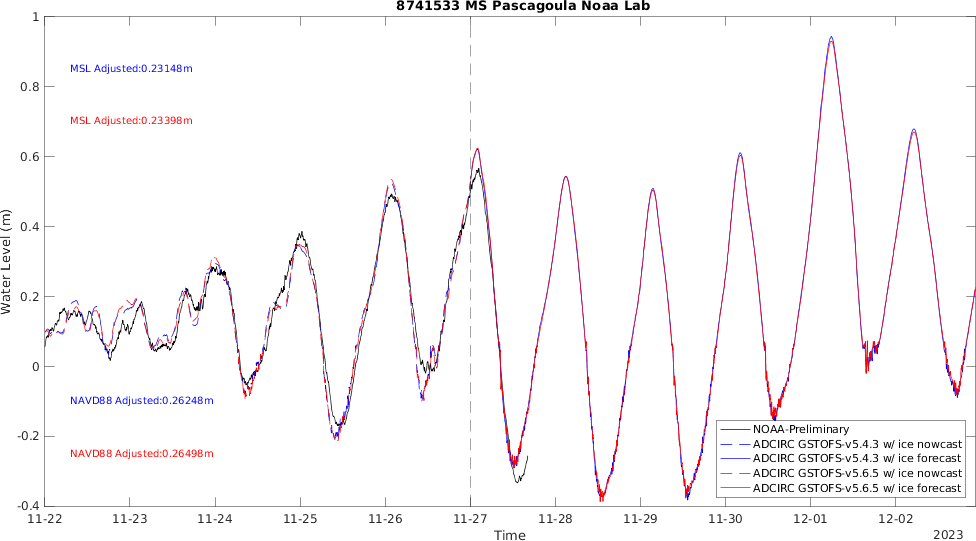 8741533 MS Pascagoula Noaa Lab
1
0.8
0.6
0.4
0.2
0
-0.2
-0.4
Water Level (m)
MSL Adjusted:0.23148m
MSL Adjusted:0.23398m
NAVD88 Adjusted:0.26248m
NAVD88 Adjusted:0.26498m
NOAA-Preliminary
ADCIRC GSTOFS-v5.4.3 w/ ice nowcast
ADCIRC GSTOFS-v5.4.3 w/ ice forecast
ADCIRC GSTOFS-v5.6.5 w/ ice nowcast
ADCIRC GSTOFS-v5.6.5 w/ ice forecast
11-22 11-23 11-24 11-25 11-26 11-27 11-28 11-29 11-30 12-01 12-02
Time
2023